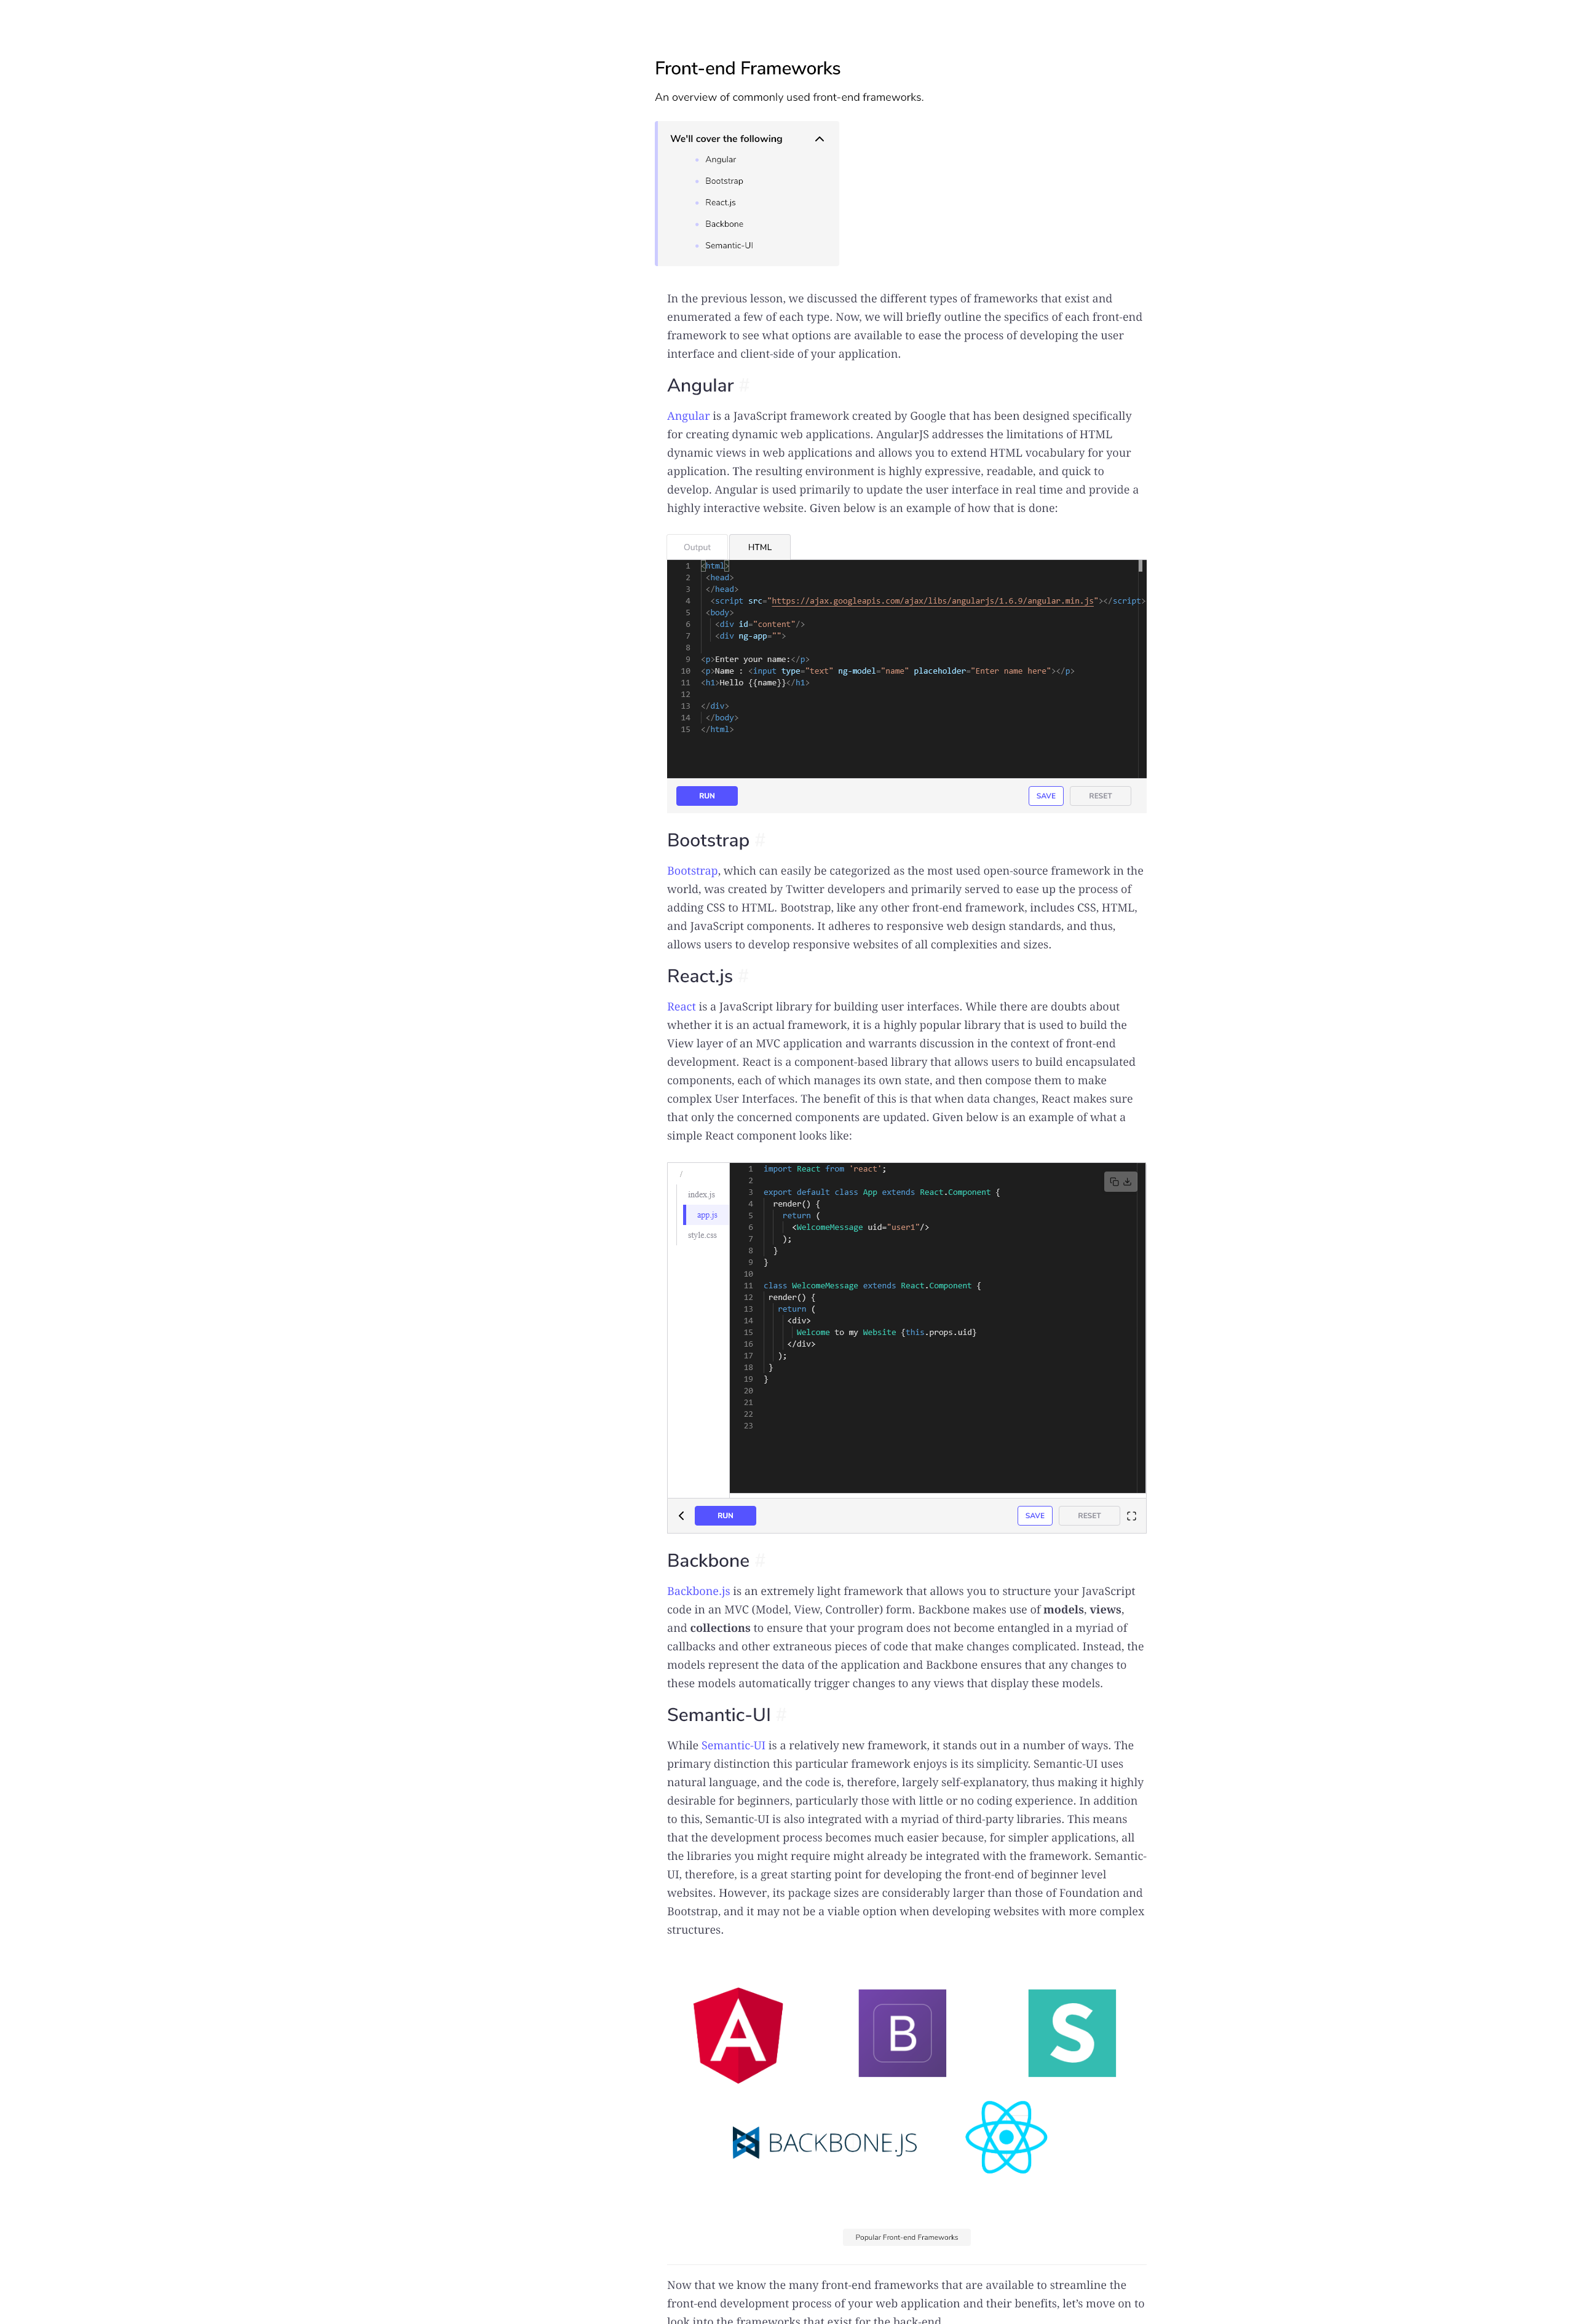 Front-end Frameworks
An overview of commonly used front-end frameworks.
We'll cover the following
Angular
Bootstrap
React.js
Backbone
Semantic-UI
In the previous lesson, we discussed the different types of frameworks that exist and
enumerated a few of each type. Now, we will briefly outline the specifics of each front-end
framework to see what options are available to ease the process of developing the user
interface and client-side of your application.
Angular #
Angular is a JavaScript framework created by Google that has been designed specifically
for creating dynamic web applications. AngularJS addresses the limitations of HTML
dynamic views in web applications and allows you to extend HTML vocabulary for your
application. The resulting environment is highly expressive, readable, and quick to
develop. Angular is used primarily to update the user interface in real time and provide a
highly interactive website. Given below is an example of how that is done:
Output HTML
1 <html>
2 <head>
3 </head>
4 <script src="https://ajax.googleapis.com/ajax/libs/angularjs/1.6.9/angular.min.js"></script>
5 <body>
6 <div id="content"/>
7 <div ng-app="">
8
9 <p>Enter your name:</p>
10 <p>Name : <input type="text" ng-model="name" placeholder="Enter name here"></p>
11 <h1>Hello {{name}}</h1>
12
13 </div>
14 </body>
15 </html>
RUN SAVE RESET
Bootstrap #
Bootstrap, which can easily be categorized as the most used open-source framework in the
world, was created by Twitter developers and primarily served to ease up the process of
adding CSS to HTML. Bootstrap, like any other front-end framework, includes CSS, HTML,
and JavaScript components. It adheres to responsive web design standards, and thus,
allows users to develop responsive websites of all complexities and sizes.
React.js #
React is a JavaScript library for building user interfaces. While there are doubts about
whether it is an actual framework, it is a highly popular library that is used to build the
View layer of an MVC application and warrants discussion in the context of front-end
development. React is a component-based library that allows users to build encapsulated
components, each of which manages its own state, and then compose them to make
complex User Interfaces. The benefit of this is that when data changes, React makes sure
that only the concerned components are updated. Given below is an example of what a
simple React component looks like:
/
index.js
app.js
style.css
1 import React from 'react';
2
3 export default class App extends React.Component {
4 render() {
5 return (
6 <WelcomeMessage uid="user1"/>
7 );
8 }
9 }
10
11 class WelcomeMessage extends React.Component {
12 render() {
13 return (
14 <div>
15 Welcome to my Website {this.props.uid}
16 </div>
17 );
18 }
19 }
20
21
22
23
RUN SAVE RESET
Backbone #
Backbone.js is an extremely light framework that allows you to structure your JavaScript
code in an MVC (Model, View, Controller) form. Backbone makes use of models, views,
and collections to ensure that your program does not become entangled in a myriad of
callbacks and other extraneous pieces of code that make changes complicated. Instead, the
models represent the data of the application and Backbone ensures that any changes to
these models automatically trigger changes to any views that display these models.
Semantic-UI #
While Semantic-UI is a relatively new framework, it stands out in a number of ways. The
primary distinction this particular framework enjoys is its simplicity. Semantic-UI uses
natural language, and the code is, therefore, largely self-explanatory, thus making it highly
desirable for beginners, particularly those with little or no coding experience. In addition
to this, Semantic-UI is also integrated with a myriad of third-party libraries. This means
that the development process becomes much easier because, for simpler applications, all
the libraries you might require might already be integrated with the framework. Semantic-
UI, therefore, is a great starting point for developing the front-end of beginner level
websites. However, its package sizes are considerably larger than those of Foundation and
Bootstrap, and it may not be a viable option when developing websites with more complex
structures.
A B S
BACKBONE.JS
Popular Front-end Frameworks
Now that we know the many front-end frameworks that are available to streamline the
front-end development process of your web application and their benefits, let's move on to
look into the frameworks that exist for the back-end.